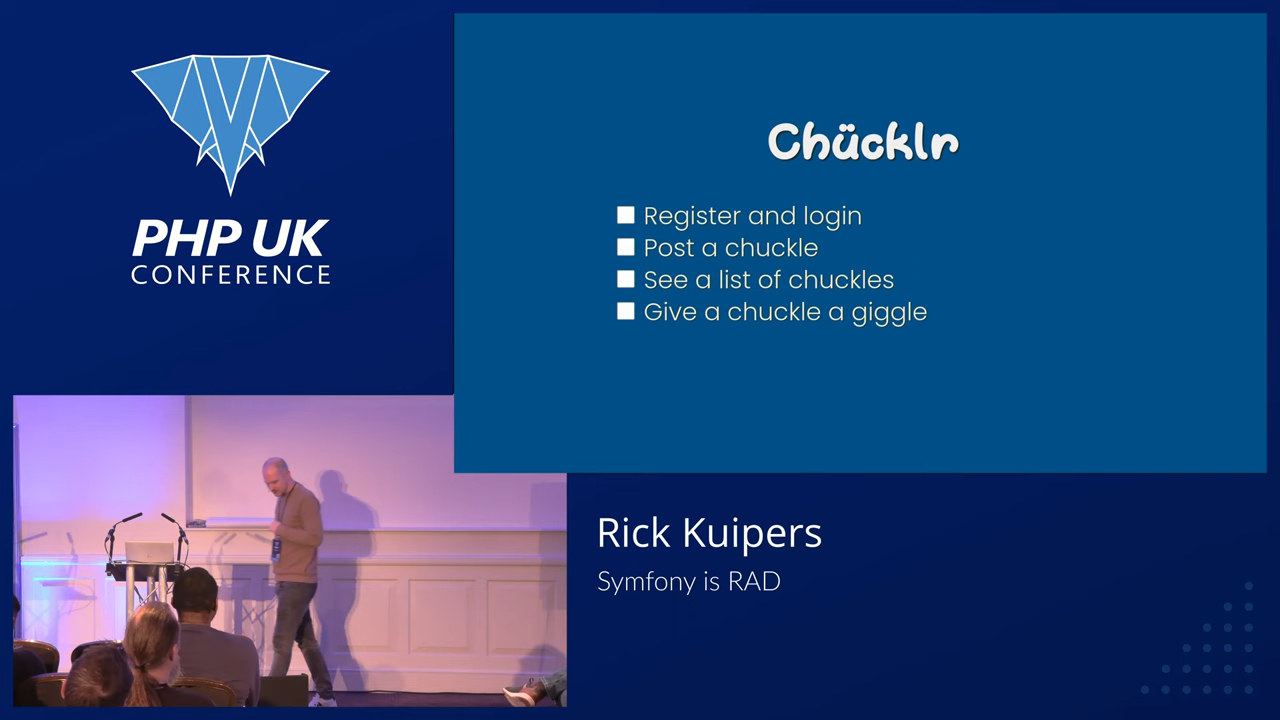 PHP UK
CONFERENCE
Chücklr
Register and login
Post a chuckle
See a list of chuckles
Give a chuckle a giggle
Rick Kuipers
Symfony is RAD